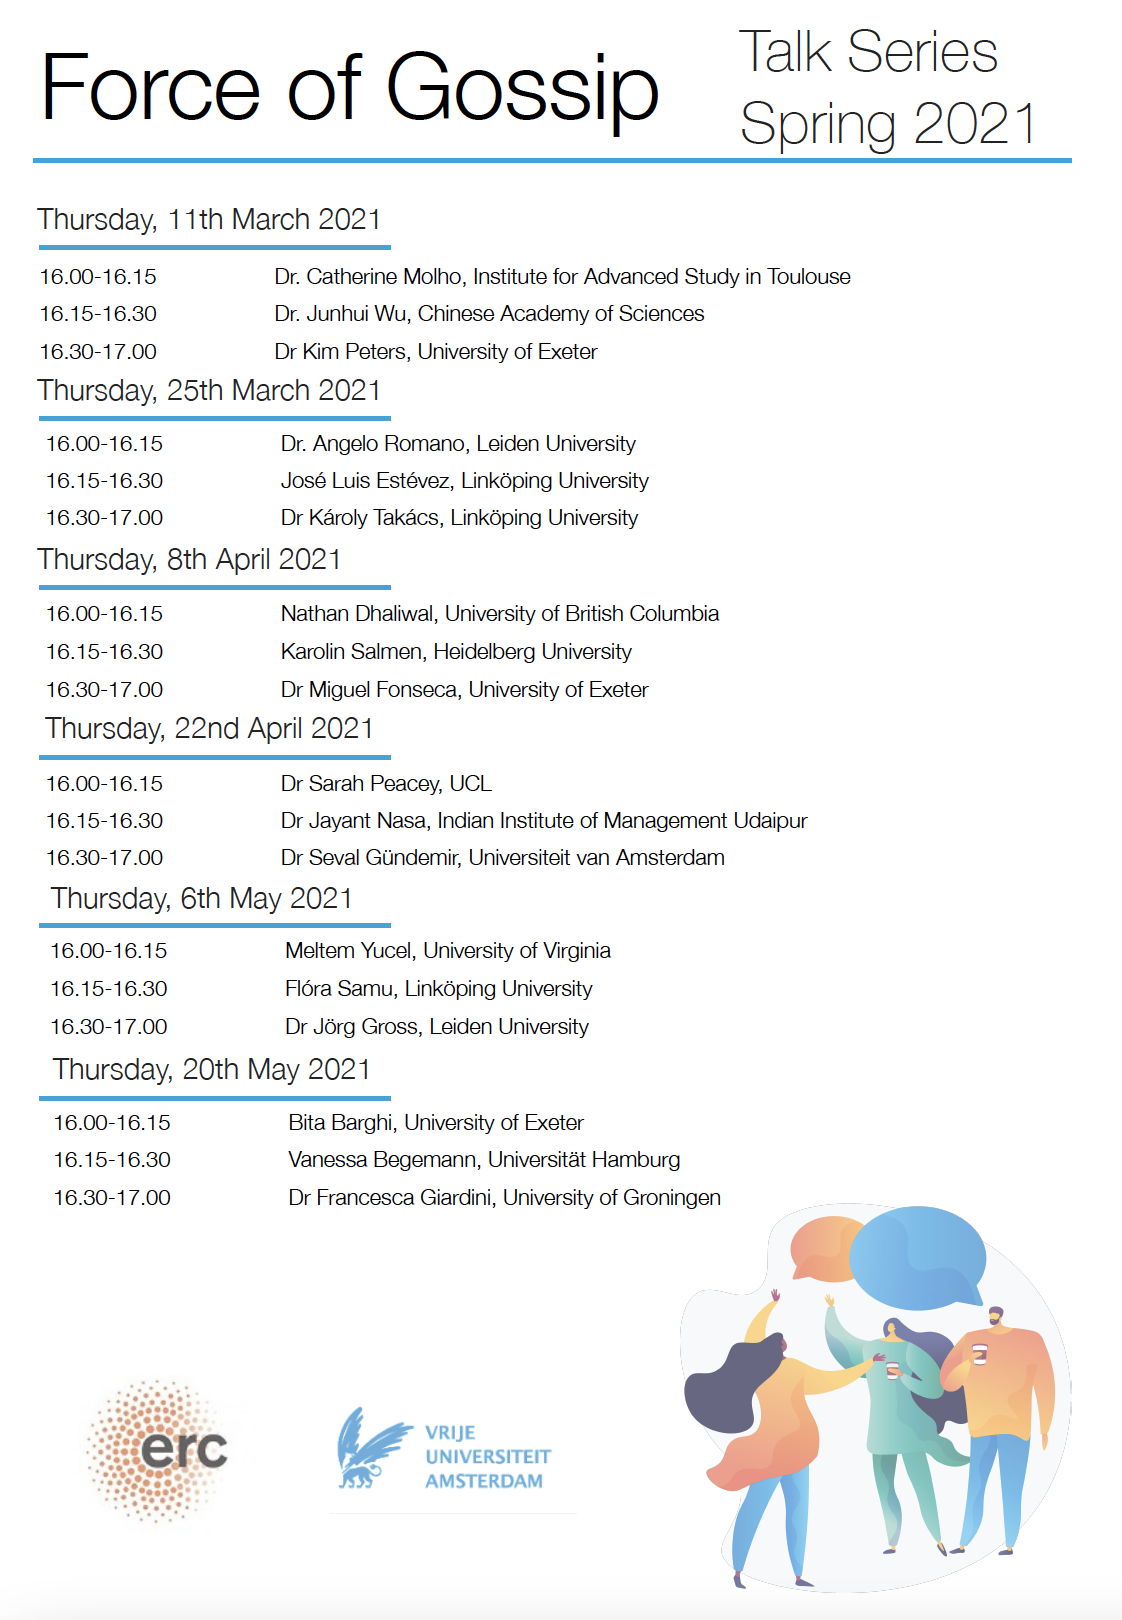 Force of Gossip
Talk Series
Spring 2021
Thursday, 11th March 2021
16.00-16.15 Dr. Catherine Molho, Institute for Advanced Study in Toulouse
16.15-16.30 Dr. Junhui Wu, Chinese Academy of Sciences
16.30-17.00 Dr Kim Peters, University of Exeter
Thursday, 25th March 2021
16.00-16.15 Dr. Angelo Romano, Leiden University
16.15-16.30 José Luis Estévez, Linköping University
16.30-17.00 Dr Károly Takács, Linköping University
Thursday, 8th April 2021
16.00-16.15 Nathan Dhaliwal, University of British Columbia
16.15-16.30 Karolin Salmen, Heidelberg University
16.30-17.00 Dr Miguel Fonseca, University of Exeter
Thursday, 22nd April 2021
16.00-16.15 Dr Sarah Peacey, UCL
16.15-16.30 Dr Jayant Nasa, Indian Institute of Management Udaipur
16.30-17.00 Dr Seval Gündemir, Universiteit van Amsterdam
Thursday, 6th May 2021
16.00-16.15 Meltem Yucel, University of Virginia
16.15-16.30 Flóra Samu, Linköping University
16.30-17.00 Dr Jörg Gross, Leiden University
Thursday, 20th May 2021
16.00-16.15 Bita Barghi, University of Exeter
16.15-16.30 Vanessa Begemann, Universität Hamburg
16.30-17.00 Dr Francesca Giardini, University of Groningen
erc
VRIJE
UNIVERSITEIT
AMSTERDAM